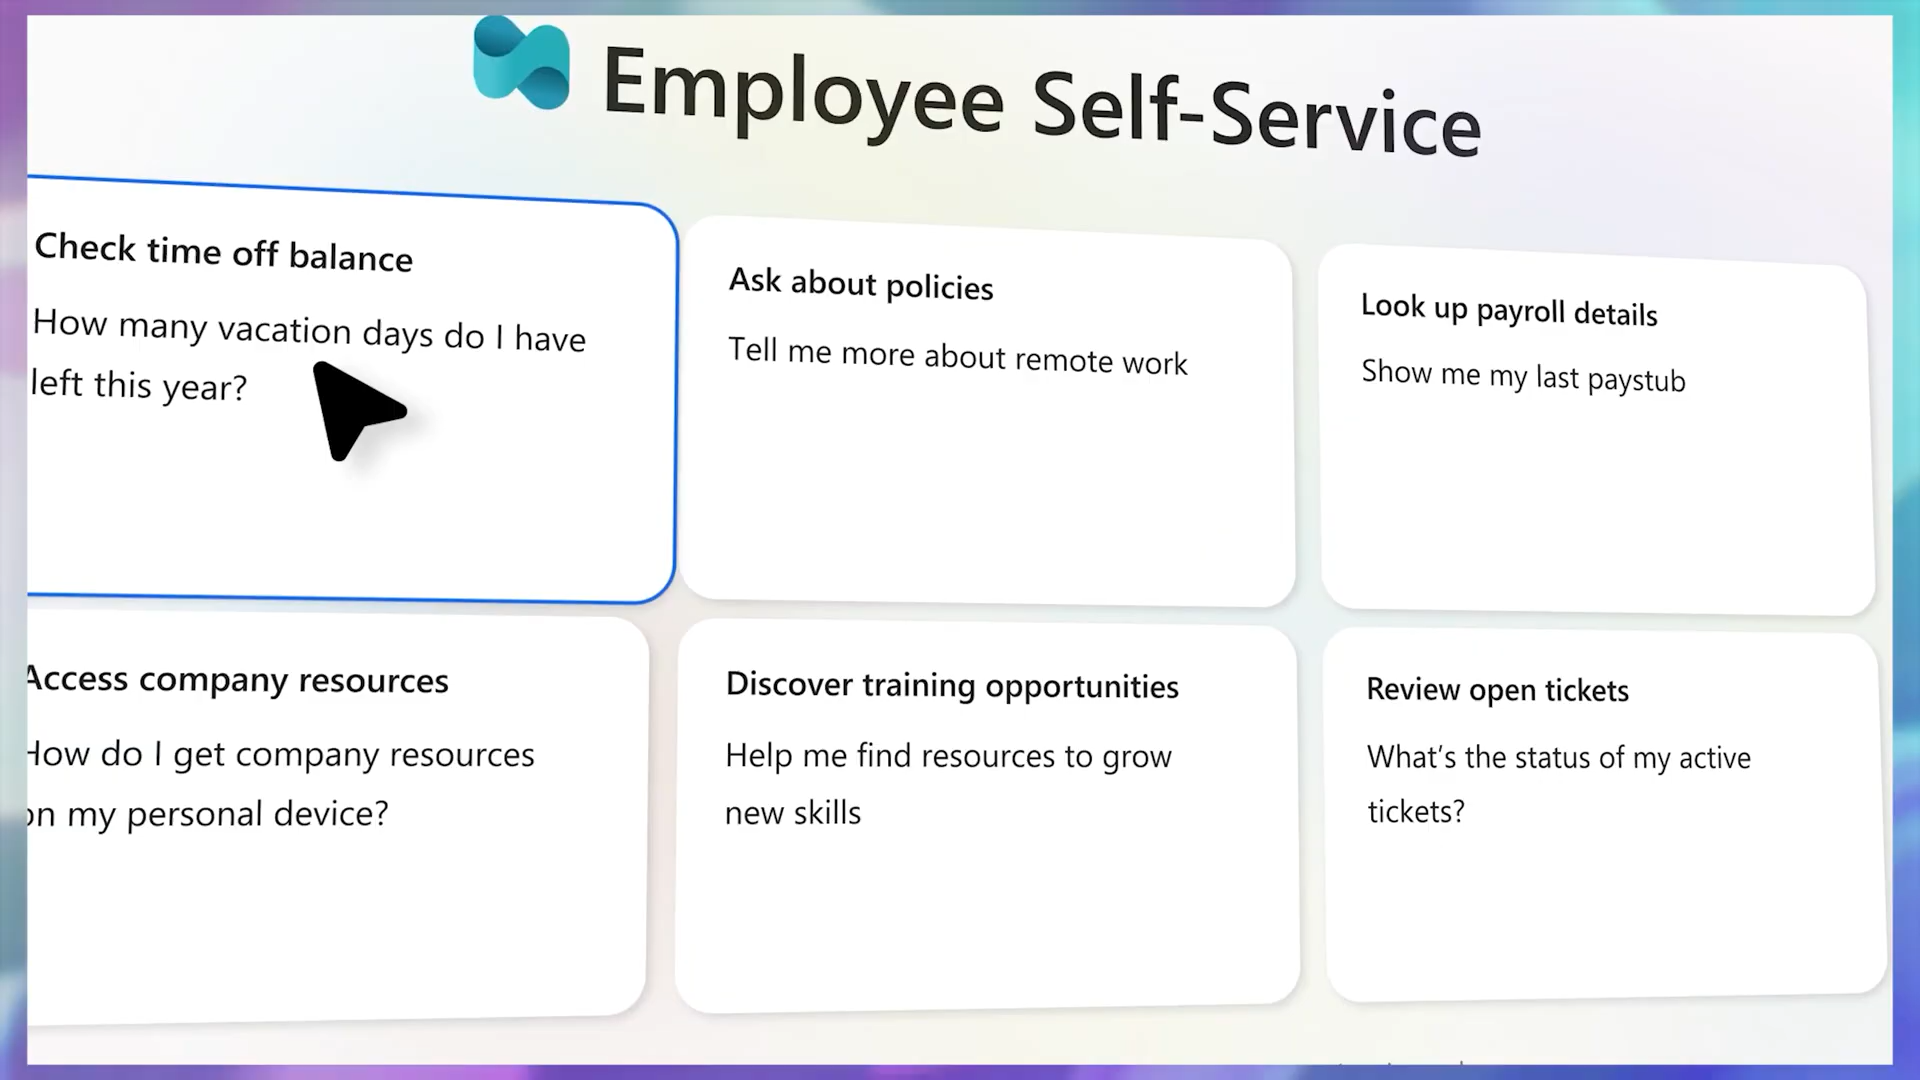 Employee Self-Service
Check time off balance
How many vacation days do I have
left this year?
Ask about policies
Tell me more about remote work
Look up payroll details
Show me my last paystub
Access company resources
How do I get company resources
on my personal device?
Discover training opportunities
Help me find resources to grow
new skills
Review open tickets
What's the status of my active
tickets?